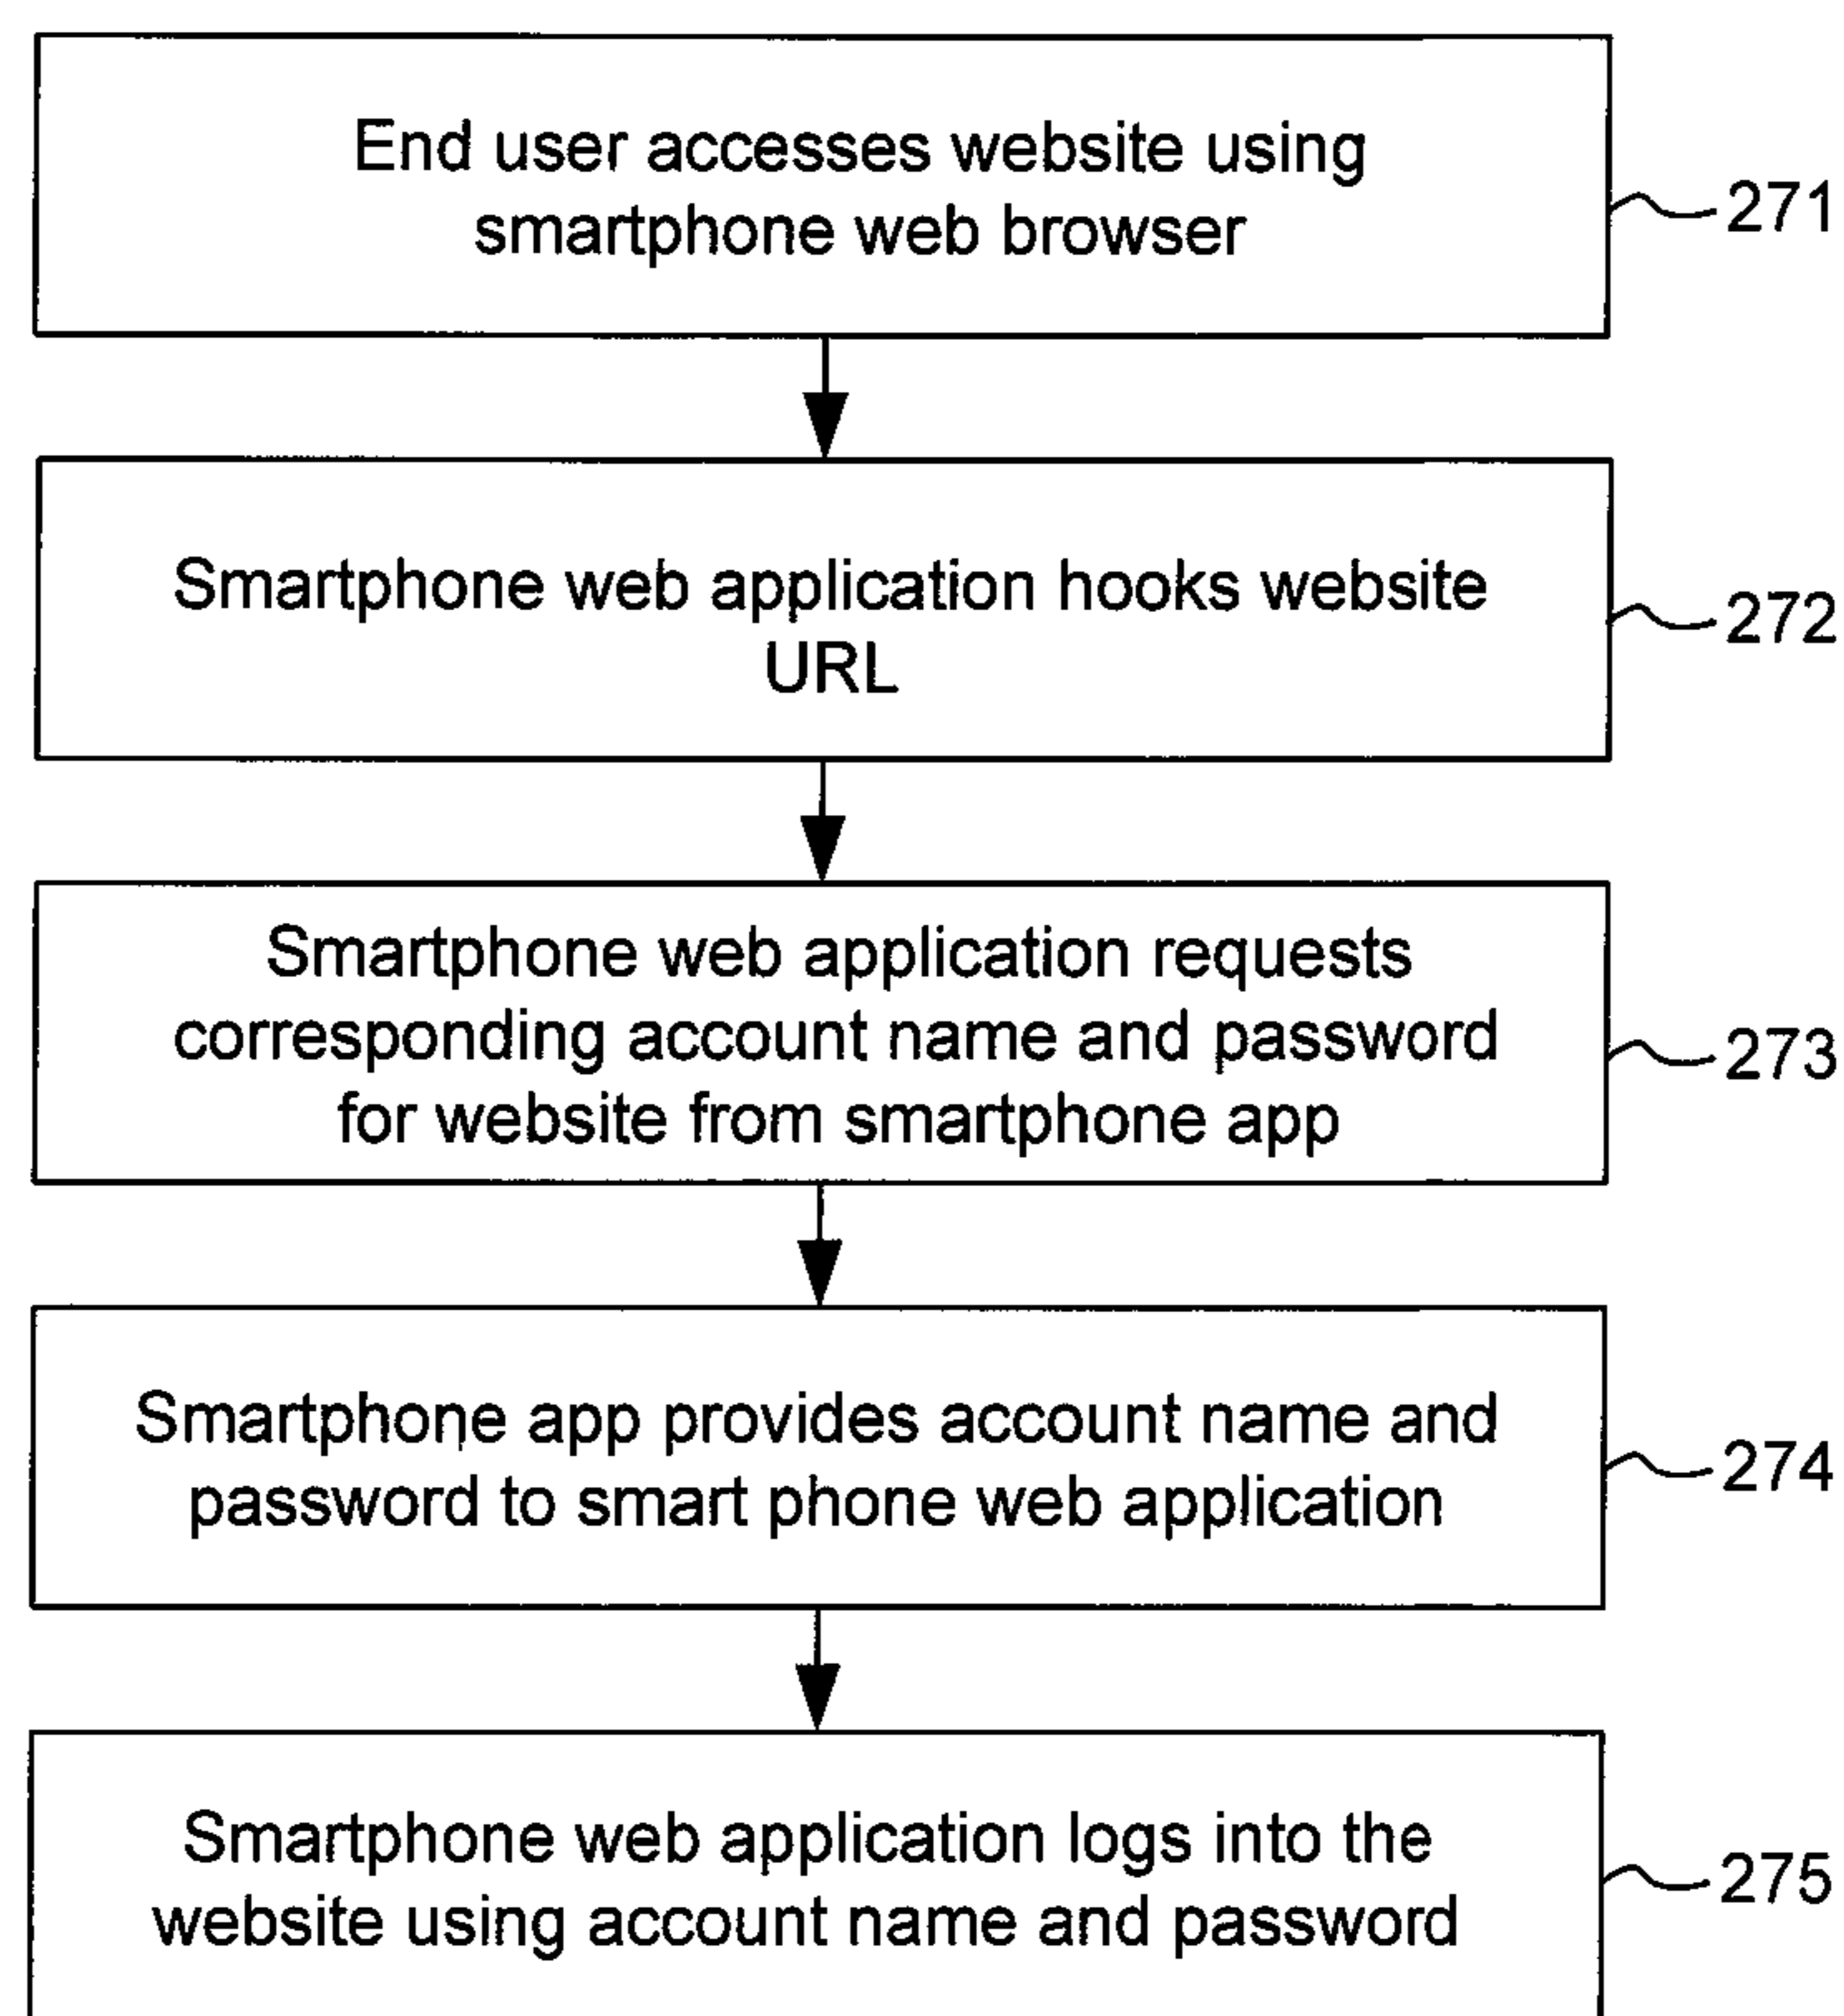 End user accesses website using
smartphone web browser
271
Smartphone web application hooks website
URL
272
Smartphone web application requests
corresponding account name and password
for website from smartphone app
273
Smartphone app provides account name and
password to smart phone web application
274
Smartphone web application logs into the
website using account name and password
275